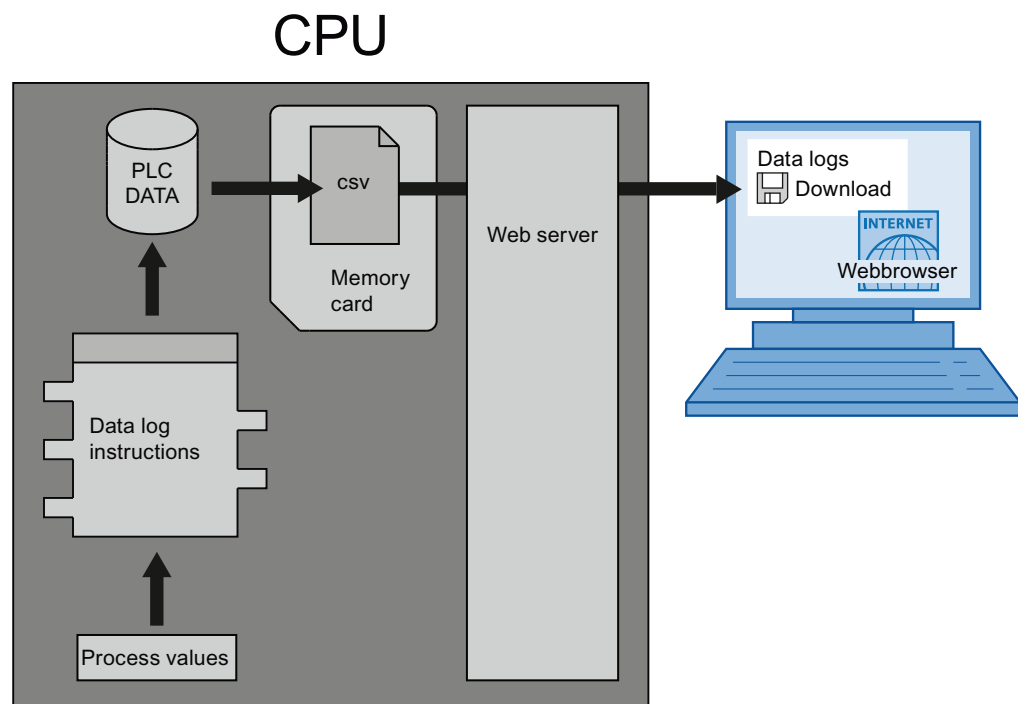 CPU
PLC
DATA
csv
Memory
card
Web server
Data logs
Download
INTERNET
Webbrowser
Data log
instructions
Process values